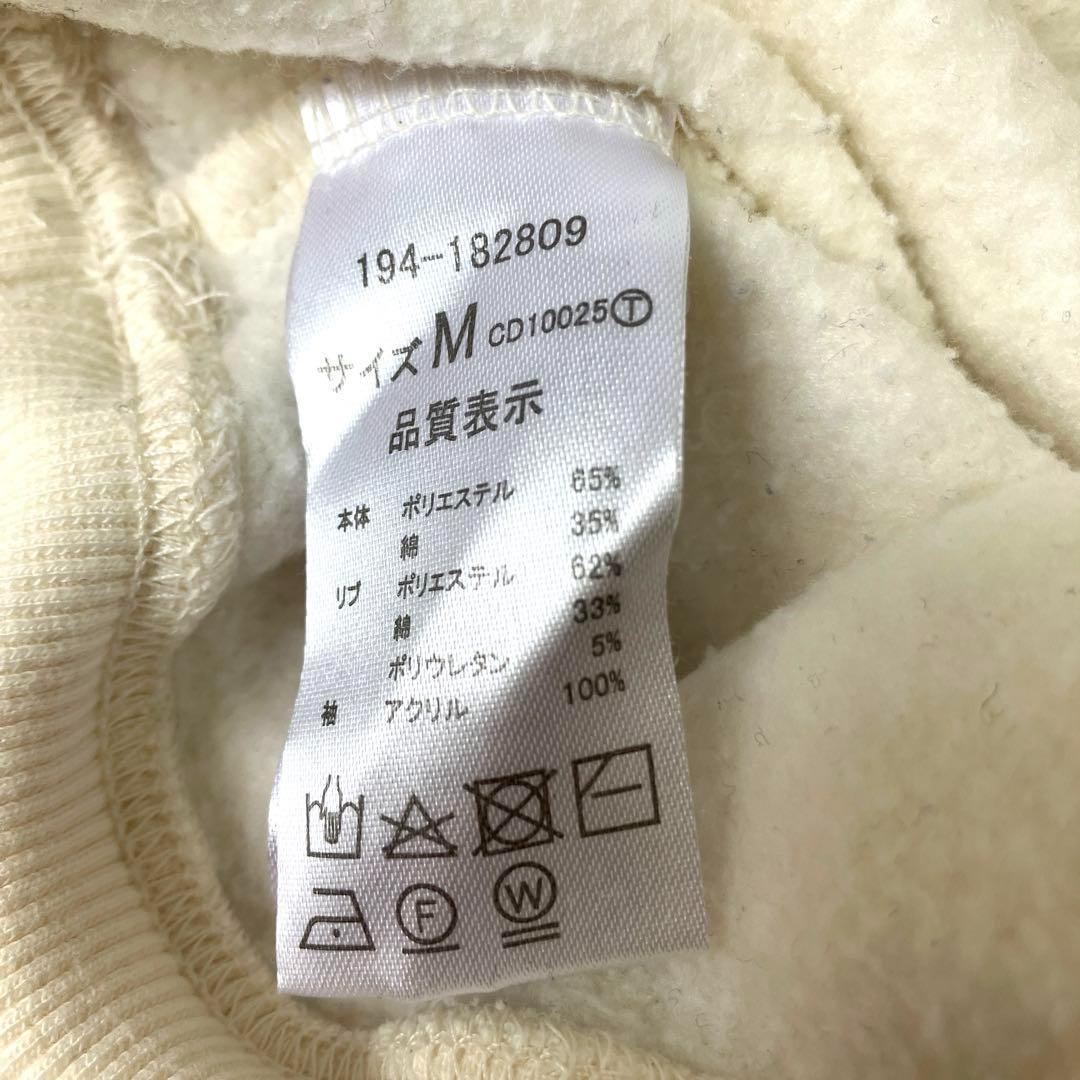 194-182809
サイズ M CD10025Ⓣ
品質表示
本体 ポリエステル 65%
綿 35%
リブ ポリエステル 62%
綿 33%
ポリウレタン 5%
袖 アクリル 100%
F W